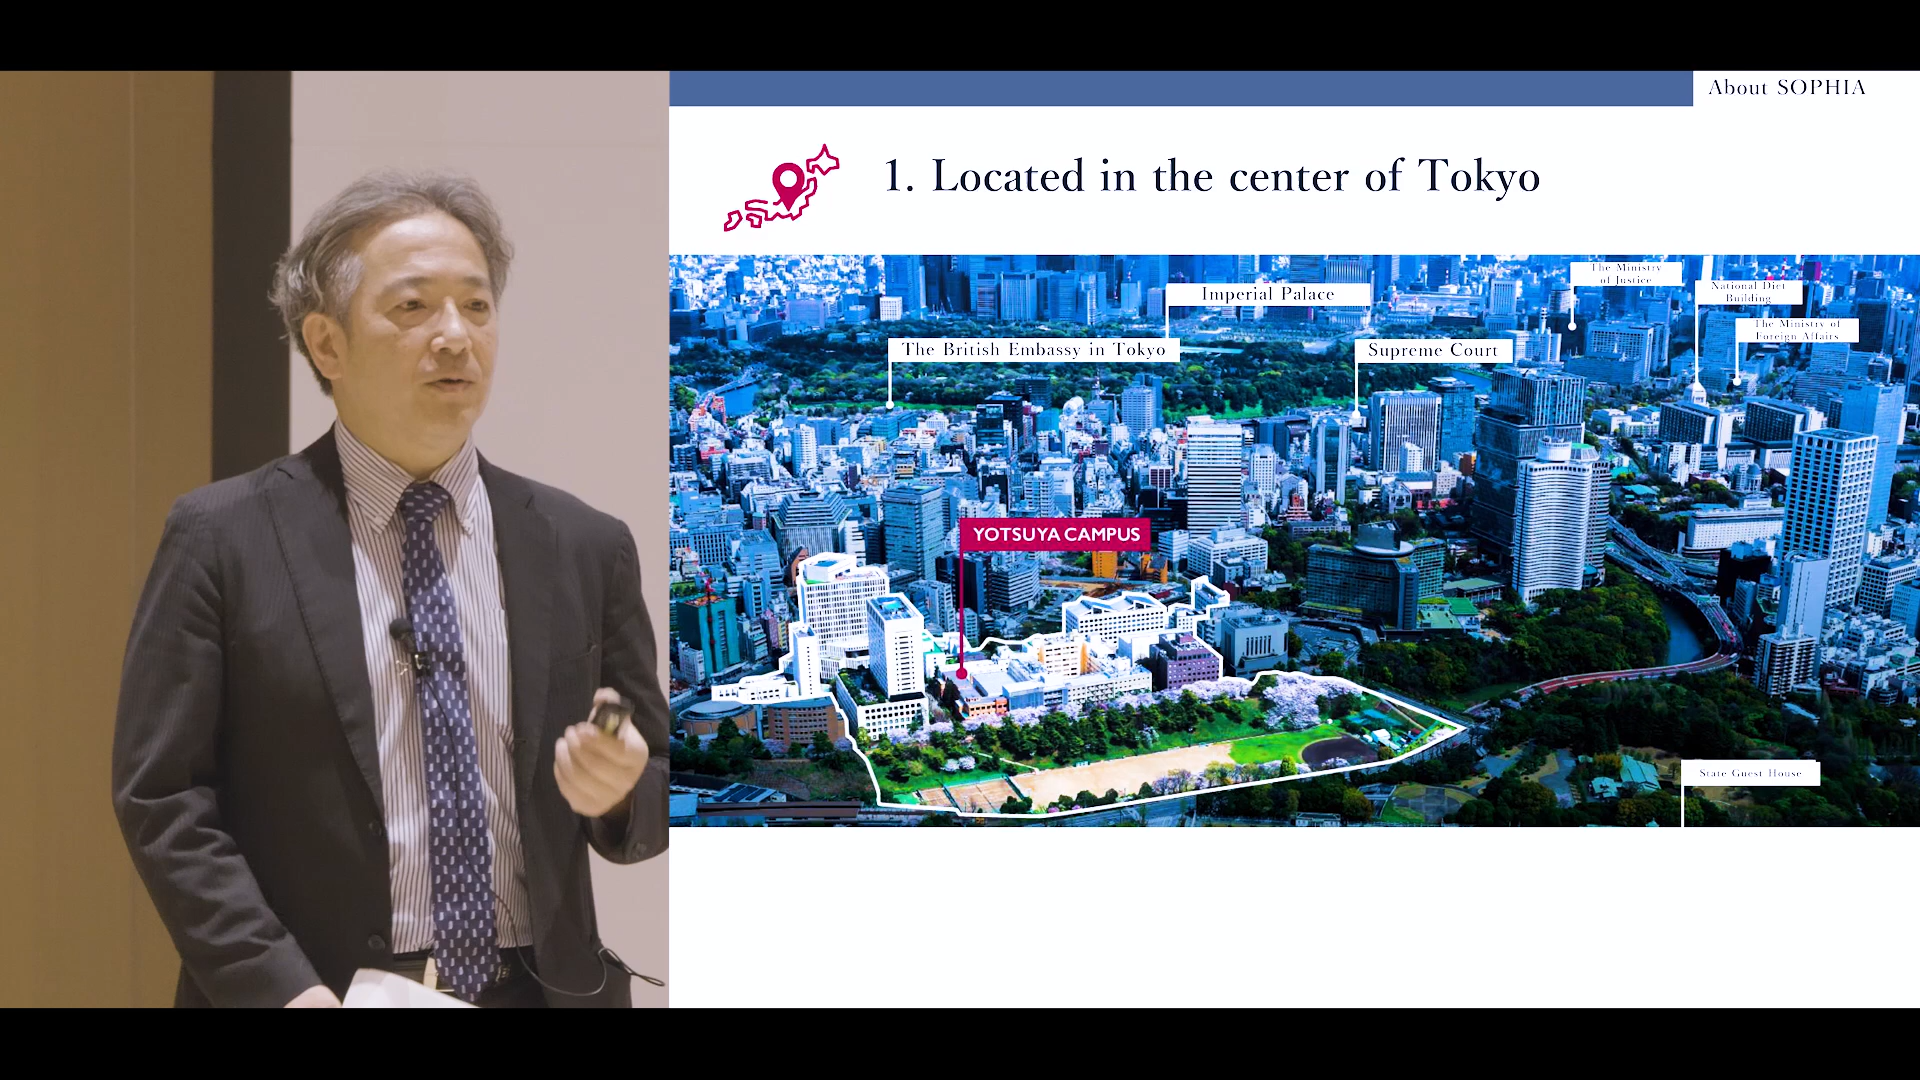 About SOPHIA
1. Located in the center of Tokyo
The Ministry
of Justice
Imperial Palace
National Diet
Building
The Ministry of
Foreign Affairs
The British Embassy in Tokyo
Supreme Court
YOTSUYA CAMPUS
State Guest House